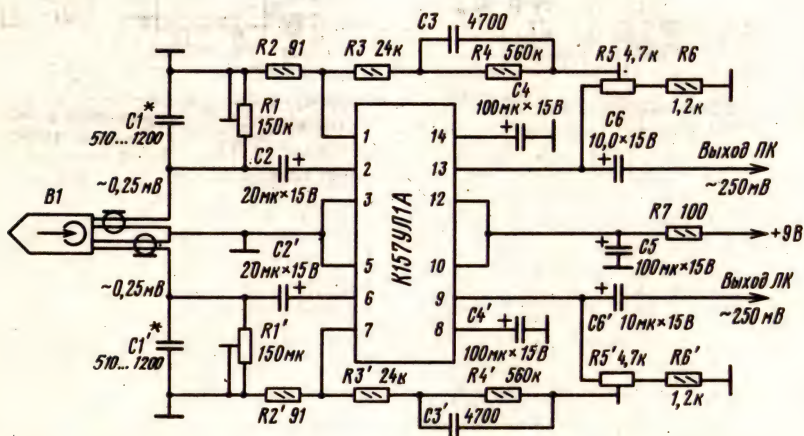 C3 4700
R2 91
R3 24к
R4 560к
R5 4,7к
R6
1,2к
C1*
510... 1200
R1
150к
C4
100мк×15В
C6
10,0×15В
C2
20мк×15В
1
2
3
5
6
7
14
13
12
10
9
8
К157УЛ1А
Выход ЛК
~250мВ
~0,25мВ
В1
R7 100
+9В
C5
100мк×15В
C2'
20мк×15В
~0,25мВ
Выход ЛК
~250мВ
C1'*
510... 1200
R1'
150мк
C4'
100мк×15В
C6' 10мк×15В
R5' 4,7к
R6'
1,2к
R2' 91
R3' 24к
R4' 560к
C3' 4700